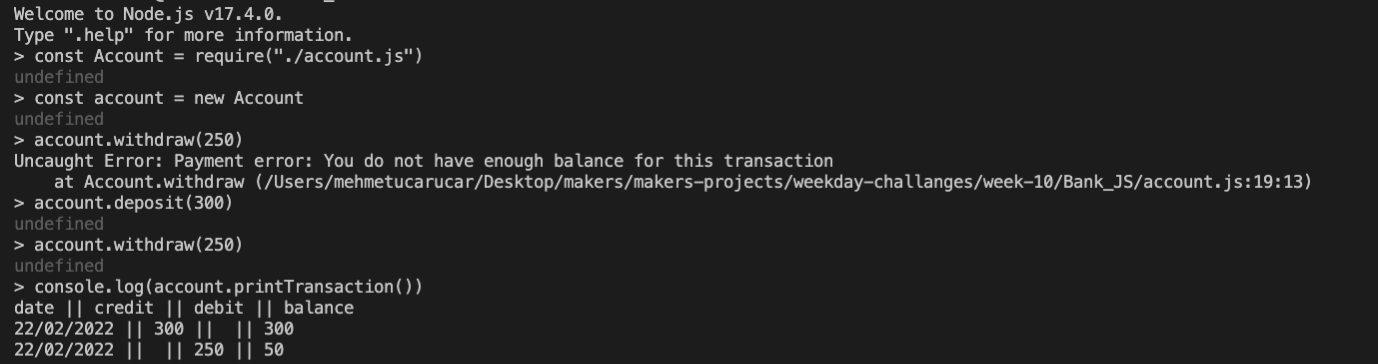 Welcome to Node.js v17.4.0.
Type ".help" for more information.
> const Account = require("./account.js")
undefined
> const account = new Account
undefined
> account.withdraw(250)
Uncaught Error: Payment error: You do not have enough balance for this transaction
    at Account.withdraw (/Users/mehmetucarucar/Desktop/makers/makers-projects/weekday-challanges/week-10/Bank_JS/account.js:19:13)
> account.deposit(300)
undefined
> account.withdraw(250)
undefined
> console.log(account.printTransaction())
date || credit || debit || balance
22/02/2022 || 300 ||  || 300
22/02/2022 ||  || 250 || 50